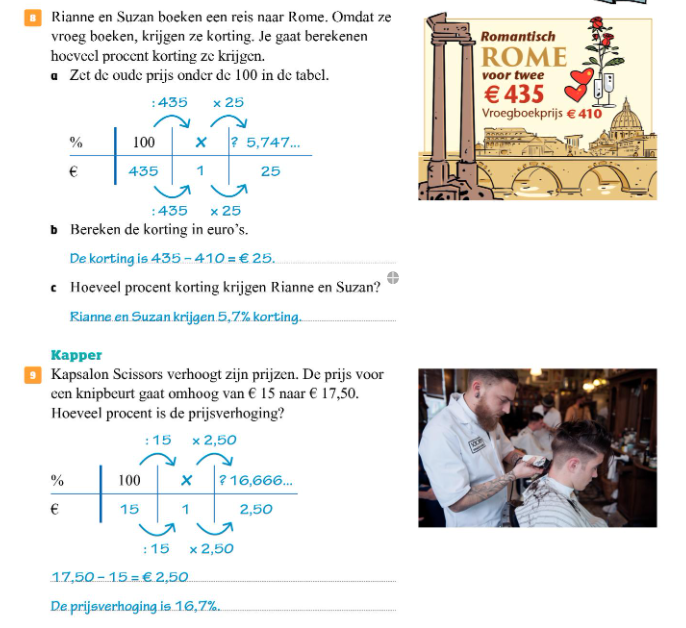 8 Rianne en Suzan boeken een reis naar Rome. Omdat ze
vroeg boeken, krijgen ze korting. Je gaat berekenen
hoeveel procent korting ze krijgen.
a Zet de oude prijs onder de 100 in de tabel.
: 435 x 25
% 100 x ? 5,747...
€ 435 1 25
: 435 x 25
b Bereken de korting in euro's.
De korting is 435 – 410 = € 25.
c Hoeveel procent korting krijgen Rianne en Suzan?
Rianne en Suzan krijgen 5,7% korting.
Romantisch
ROME
voor twee
€ 435
Vroegboekprijs € 410
Kapper
9 Kapsalon Scissors verhoogt zijn prijzen. De prijs voor
een knipbeurt gaat omhoog van € 15 naar € 17,50.
Hoeveel procent is de prijsverhoging?
: 15 x 2,50
% 100 x ? 16,666...
€ 15 1 2,50
: 15 x 2,50
17,50 – 15 = € 2,50
De prijsverhoging is 16,7%.